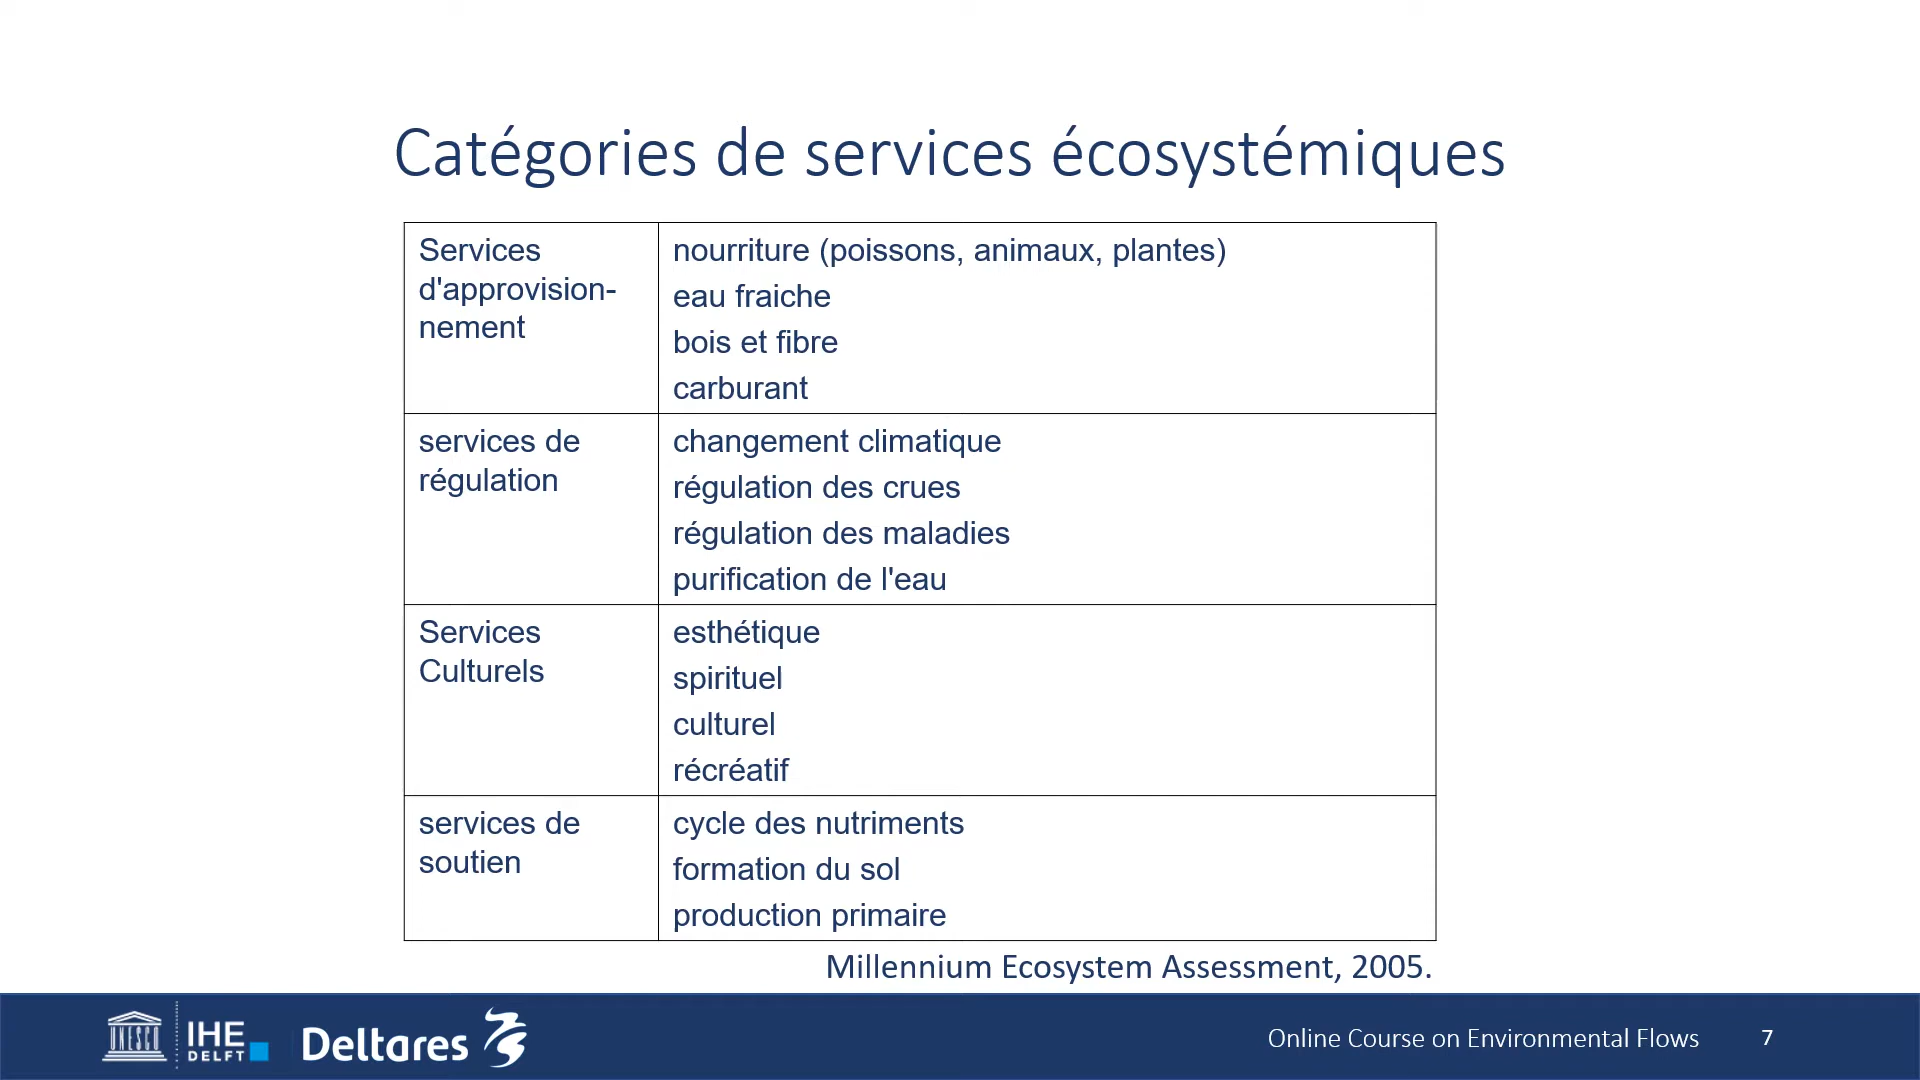 Catégories de services écosystémiques
Services
d'approvision-
nement
nourriture (poissons, animaux, plantes)
eau fraiche
bois et fibre
carburant
services de
régulation
changement climatique
régulation des crues
régulation des maladies
purification de l'eau
Services
Culturels
esthétique
spirituel
culturel
récréatif
services de
soutien
cycle des nutriments
formation du sol
production primaire
Millennium Ecosystem Assessment, 2005.
UNESCO
IHE
DELFT
Deltares
Online Course on Environmental Flows
7